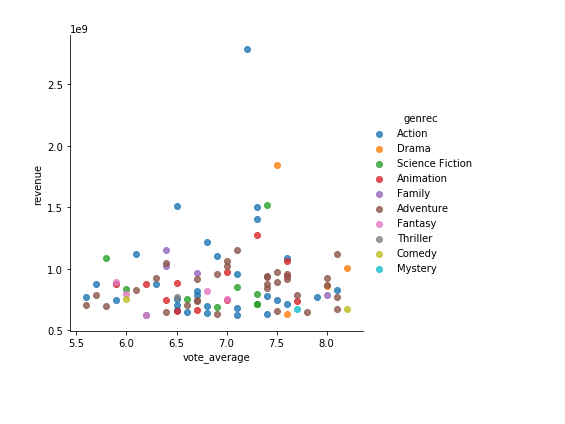 1e9
2.5
2.0
1.5
1.0
0.5
revenue
5.5 6.0 6.5 7.0 7.5 8.0
vote_average
genrec
Action
Drama
Science Fiction
Animation
Family
Adventure
Fantasy
Thriller
Comedy
Mystery